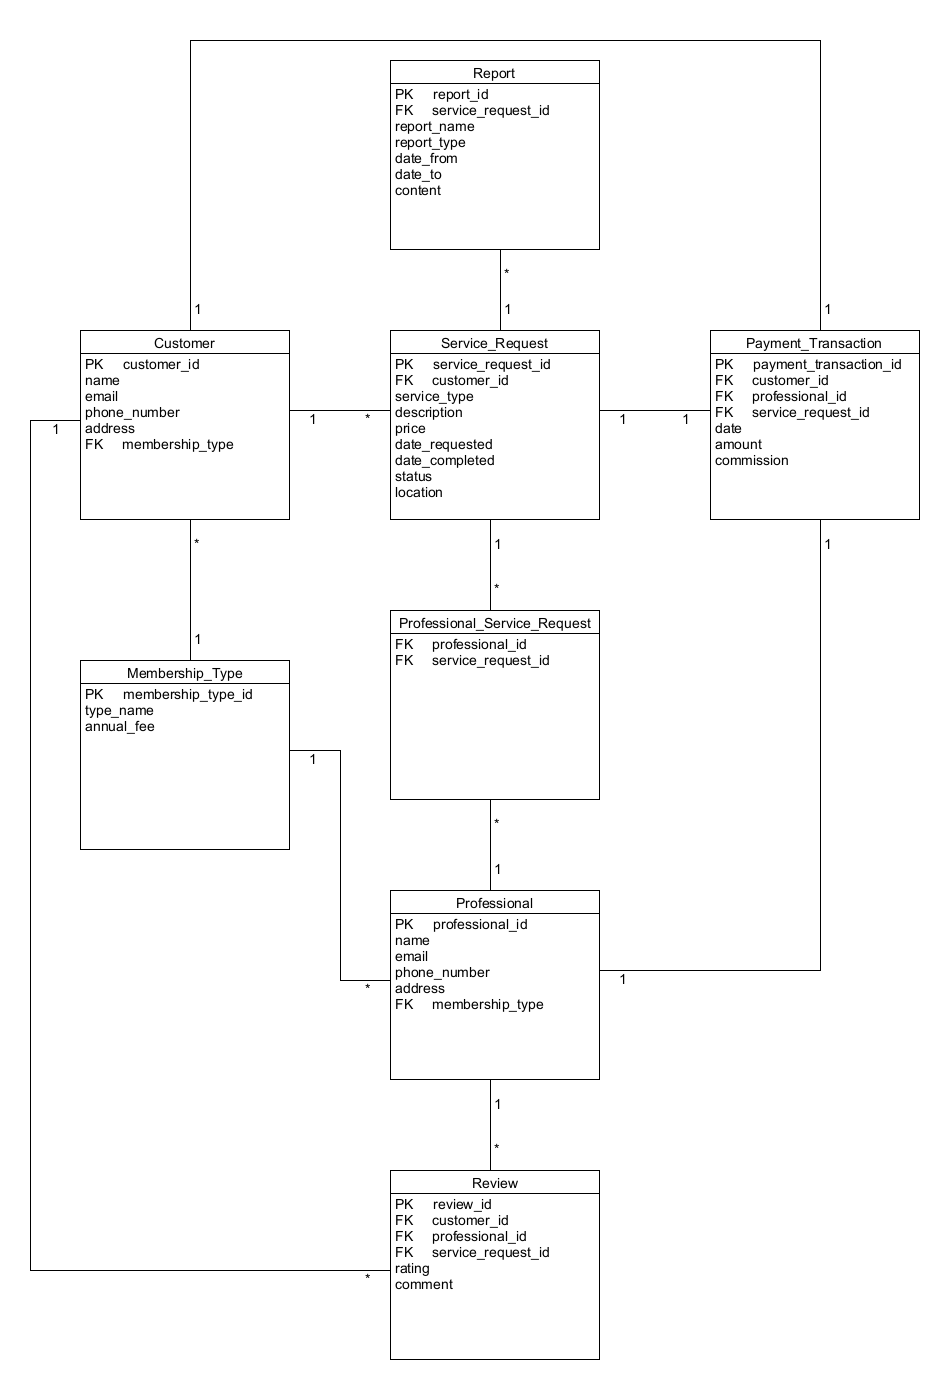 Report
PK report_id
FK service_request_id
report_name
report_type
date_from
date_to
content
*
1
1
1
Customer
PK customer_id
name
email
phone_number
address
FK membership_type
1
1
*
Service_Request
PK service_request_id
FK customer_id
service_type
description
price
date_requested
date_completed
status
location
1
1
Payment_Transaction
PK payment_transaction_id
FK customer_id
FK professional_id
FK service_request_id
date
amount
commission
*
1
1
*
1
Professional_Service_Request
FK professional_id
FK service_request_id
Membership_Type
PK membership_type_id
type_name
annual_fee
1
*
1
Professional
PK professional_id
name
email
phone_number
address
FK membership_type
*
1
1
*
Review
PK review_id
FK customer_id
FK professional_id
FK service_request_id
rating
comment
*